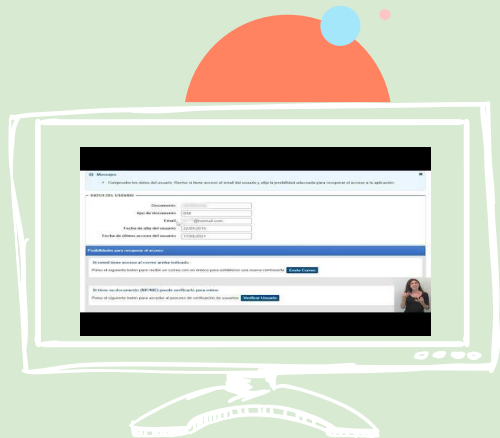 Mensajes
Compruebe los datos del usuario. Revise si tiene acceso al email del usuario y elija la posibilidad adecuada para recuperar el acceso a la aplicación.
DATOS DEL USUARIO
Documento
Tipo de documento
Email @hotmail.com
Fecha de alta del usuario
Fecha de último acceso del usuario
Posibilidades para recuperar el acceso
Si usted tiene acceso al correo arriba indicado
Pulse el siguiente botón para recibir un correo con un enlace para establecer una nueva contraseña. Enviar Correo
Si tiene su documento (DNI/NIE) puede verificarlo para entrar
Pulse el siguiente botón para acceder al proceso de verificación de usuarios. Verificar Usuario